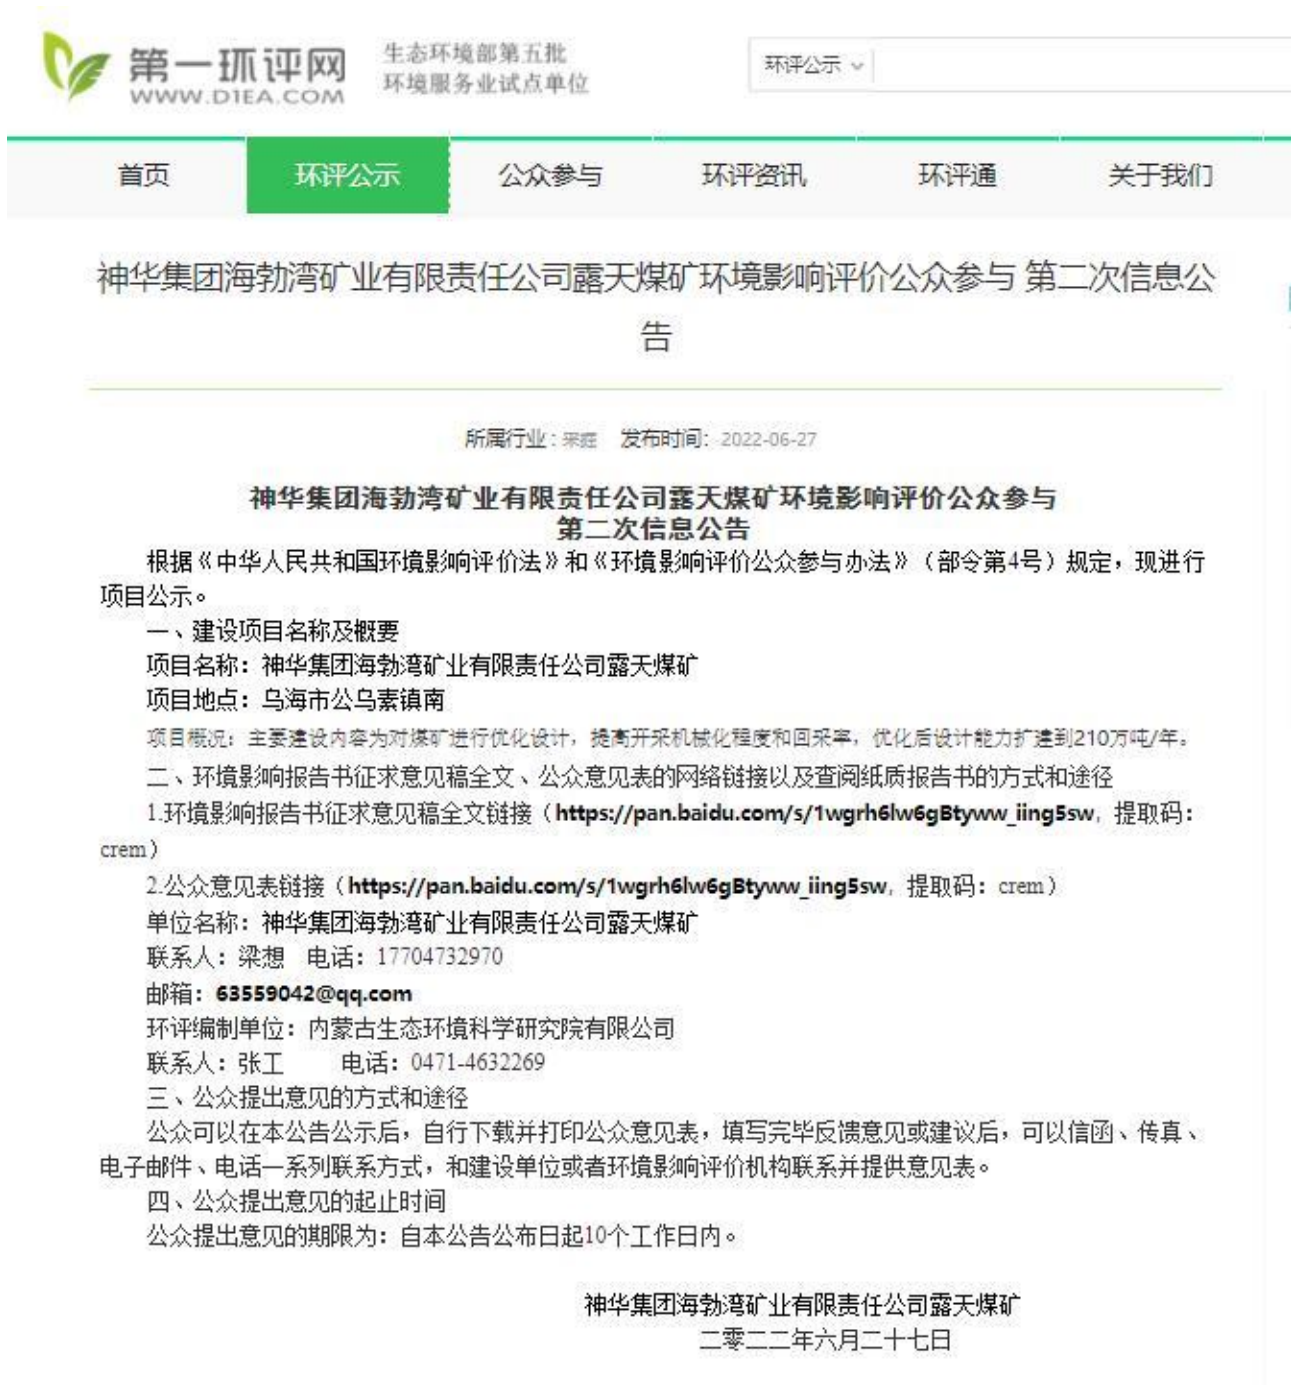 第一环评网
WWW.D1EA.COM
生态环境部第五批
环境服务业试点单位
环评公示
首页 环评公示 公众参与 环评资讯 环评通 关于我们
神华集团海勃湾矿业有限责任公司露天煤矿环境影响评价公众参与 第二次信息公
告
所属行业: 发布时间: 2022-06-27
神华集团海勃湾矿业有限责任公司露天煤矿环境影响评价公众参与
第二次信息公告
根据《中华人民共和国环境影响评价法》和《环境影响评价公众参与办法》（部令第4号）规定，现进行
项目公示。
一、建设项目名称及概要
项目名称：神华集团海勃湾矿业有限责任公司露天煤矿
项目地点：乌海市公乌素镇南
项目概况：主要建设内容为对煤矿进行优化设计，提高开采机械化程度和回采率，优化后设计能力扩建到210万吨/年。
二、环境影响报告书征求意见稿全文、公众意见表的网络链接以及查阅纸质报告书的方式和途径
1.环境影响报告书征求意见稿全文链接（https://pan.baidu.com/s/1wgrh6lw6gBtyww_iing5sw，提取码：
crem）
2.公众意见表链接（https://pan.baidu.com/s/1wgrh6lw6gBtyww_iing5sw，提取码：crem）
单位名称：神华集团海勃湾矿业有限责任公司露天煤矿
联系人：梁想 电话：17704732970
邮箱：63559042@qq.com
环评编制单位：内蒙古生态环境科学研究院有限公司
联系人：张工 电话：0471-4632269
三、公众提出意见的方式和途径
公众可以在本公告公示后，自行下载并打印公众意见表，填写完毕反馈意见或建议后，可以信函、传真、
电子邮件、电话一系列联系方式，和建设单位或者环境影响评价机构联系并提供意见表。
四、公众提出意见的起止时间
公众提出意见的期限为：自本公告公布日起10个工作日内。
神华集团海勃湾矿业有限责任公司露天煤矿
二零二二年六月二十七日